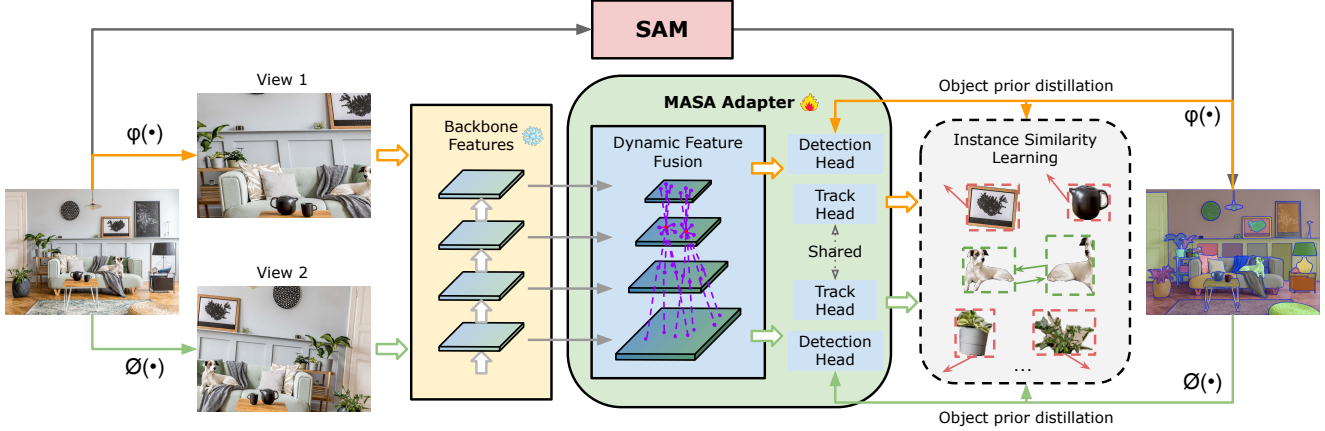 SAM
View 1
φ(•)
View 2
Ø(•)
Backbone
Features
MASA Adapter
Dynamic Feature
Fusion
Detection
Head
Track
Head
Shared
Track
Head
Detection
Head
Object prior distillation
Instance Similarity
Learning
...
Object prior distillation
φ(•)
Ø(•)